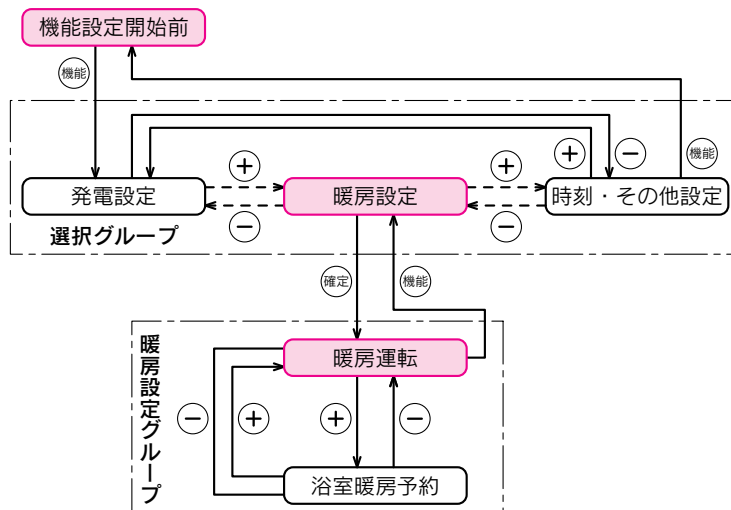 機能設定開始前
機能
+ − 機能
+ +
発電設定 暖房設定 時刻・その他設定
− −
選択グループ
確定 機能
暖房設定グループ
暖房運転
− + + −
浴室暖房予約